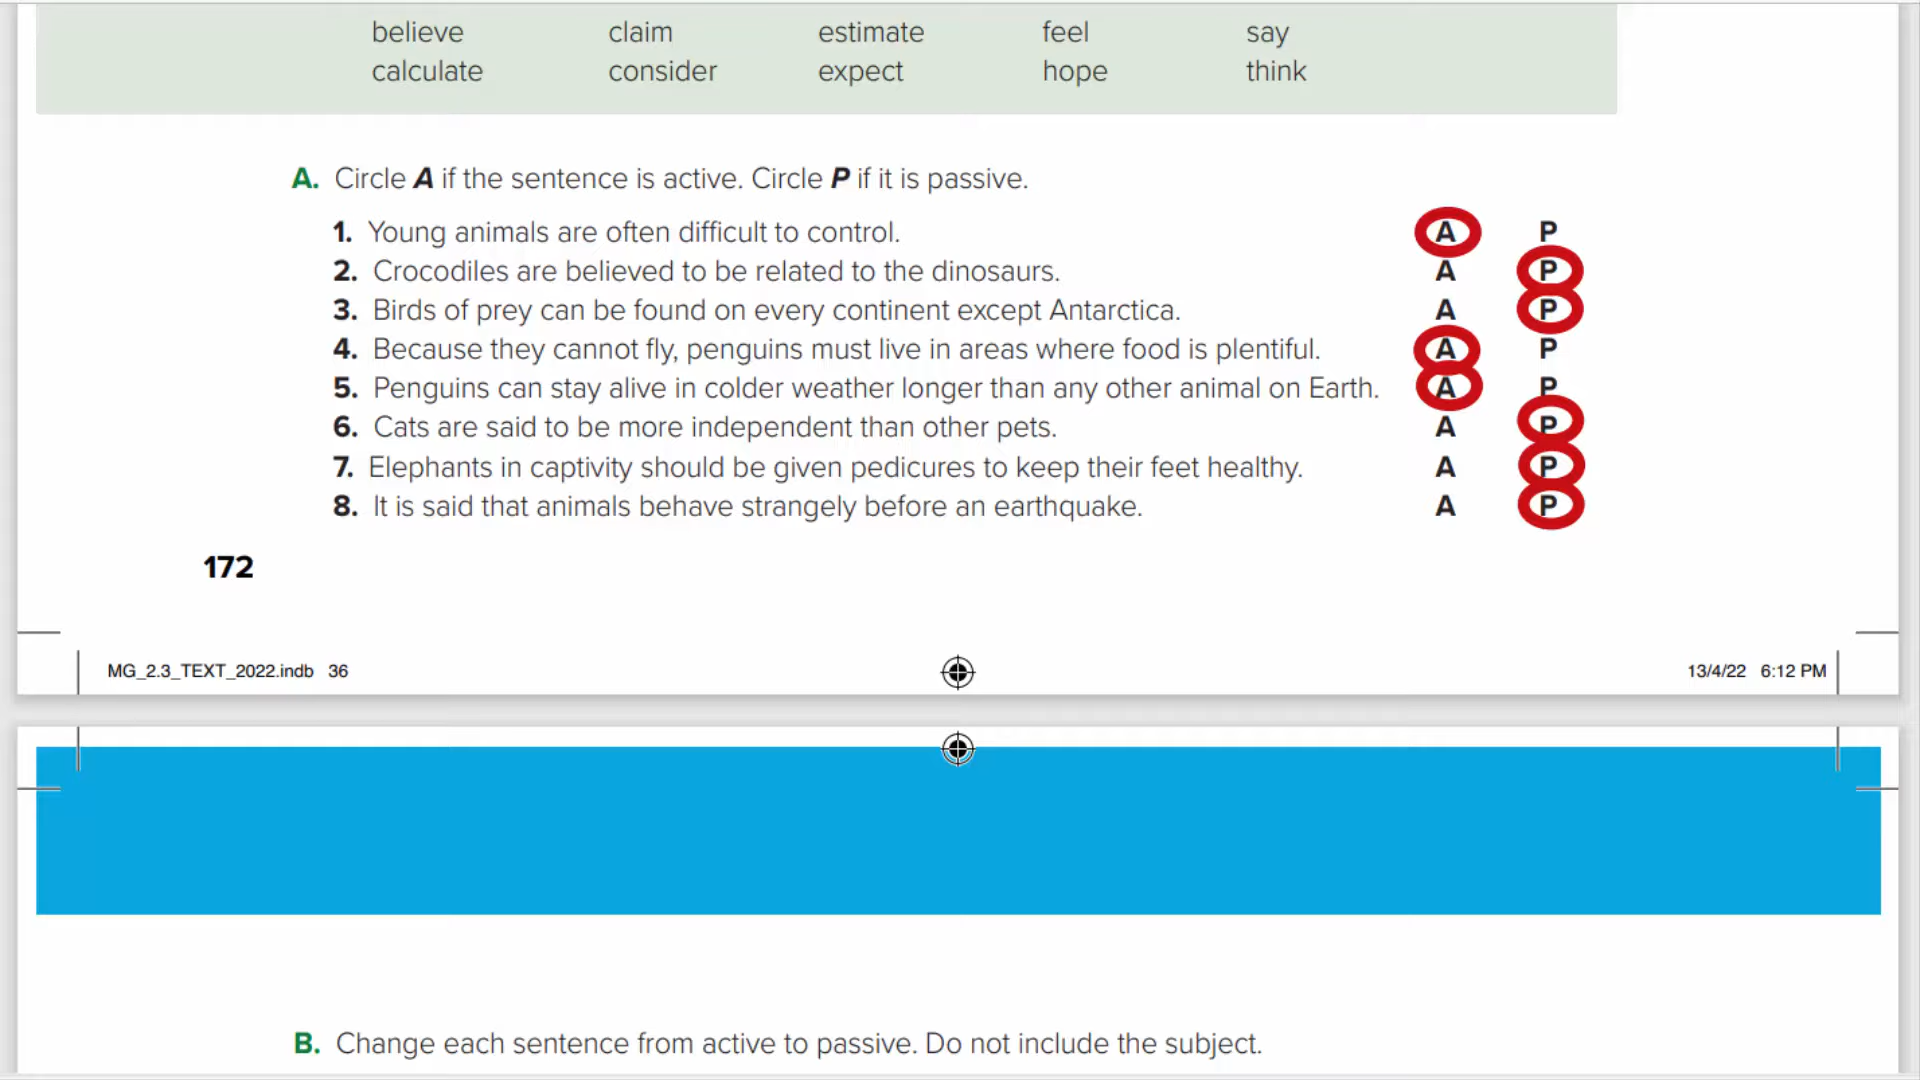 believe claim estimate feel say
calculate consider expect hope think
A. Circle A if the sentence is active. Circle P if it is passive.
1. Young animals are often difficult to control. A P
2. Crocodiles are believed to be related to the dinosaurs. A P
3. Birds of prey can be found on every continent except Antarctica. A P
4. Because they cannot fly, penguins must live in areas where food is plentiful. A P
5. Penguins can stay alive in colder weather longer than any other animal on Earth. A P
6. Cats are said to be more independent than other pets. A P
7. Elephants in captivity should be given pedicures to keep their feet healthy. A P
8. It is said that animals behave strangely before an earthquake. A P
172
MG_2.3_TEXT_2022.indb 36 13/4/22 6:12 PM
B. Change each sentence from active to passive. Do not include the subject.